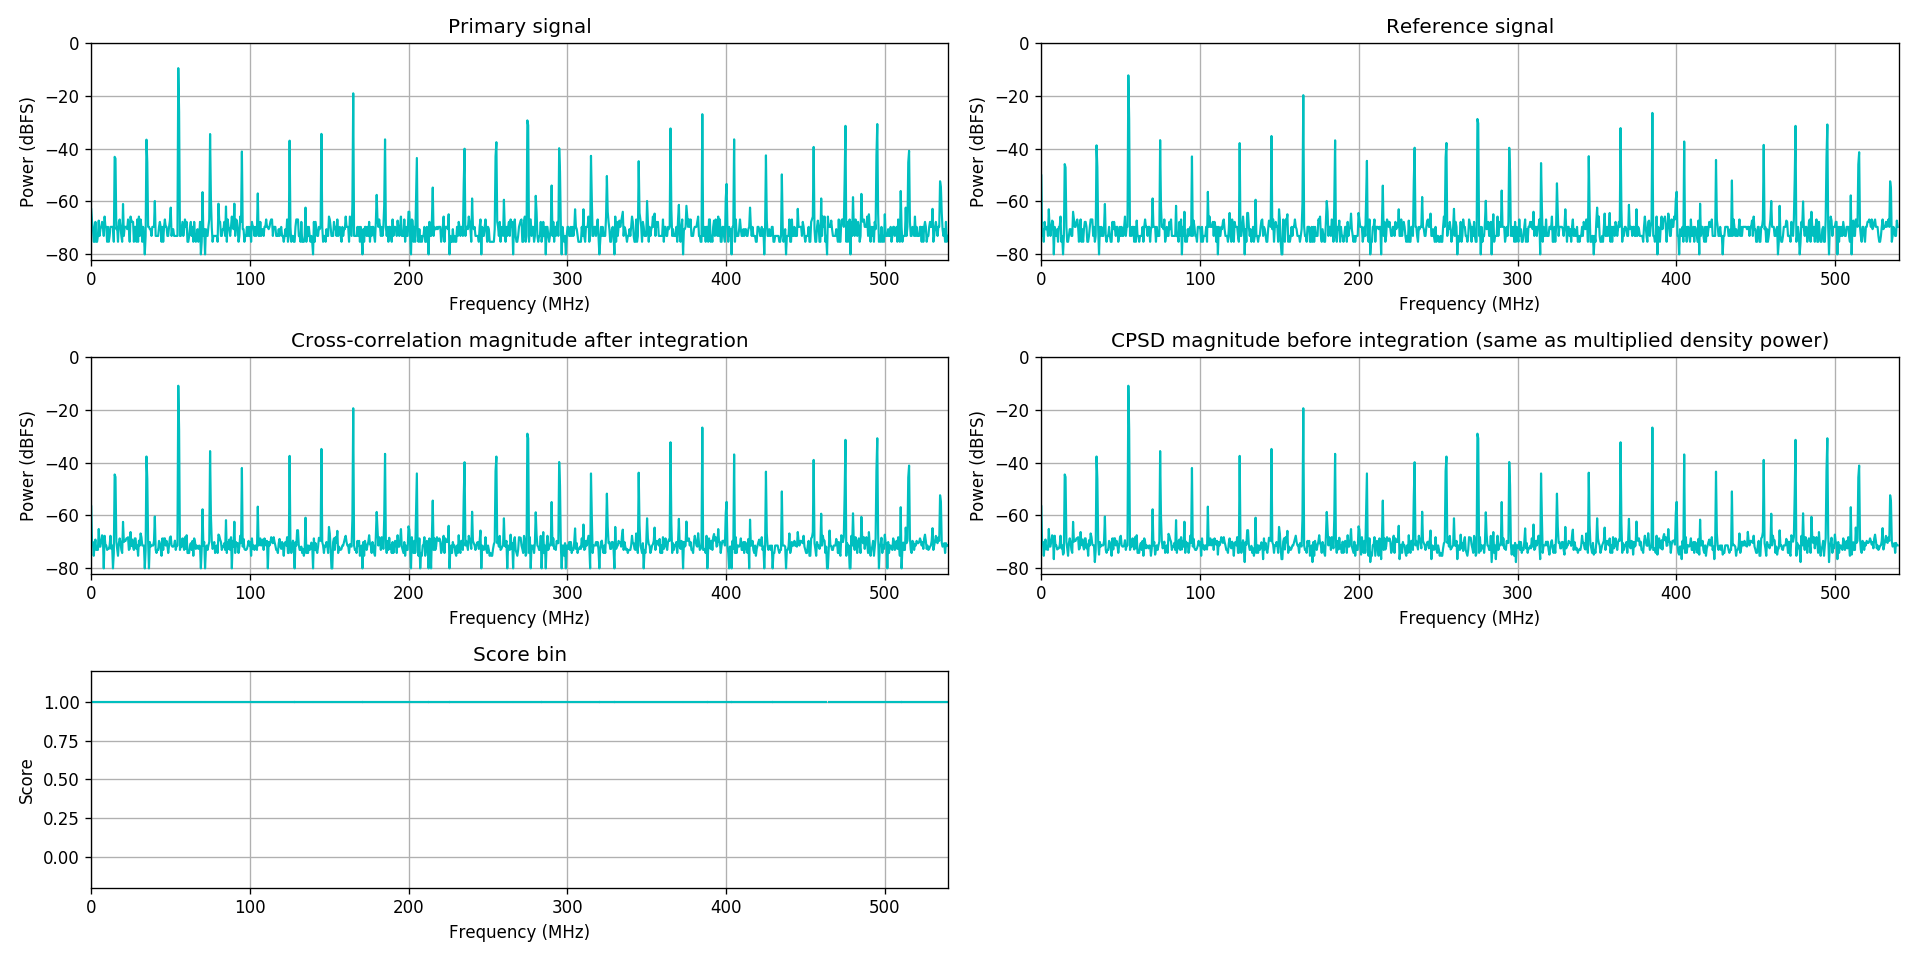 Primary signal
Power (dBFS)
0
−20
−40
−60
−80
0 100 200 300 400 500
Frequency (MHz)
Reference signal
Power (dBFS)
0
−20
−40
−60
−80
0 100 200 300 400 500
Frequency (MHz)
Cross-correlation magnitude after integration
Power (dBFS)
0
−20
−40
−60
−80
0 100 200 300 400 500
Frequency (MHz)
CPSD magnitude before integration (same as multiplied density power)
Power (dBFS)
0
−20
−40
−60
−80
0 100 200 300 400 500
Frequency (MHz)
Score bin
Score
1.00
0.75
0.50
0.25
0.00
0 100 200 300 400 500
Frequency (MHz)